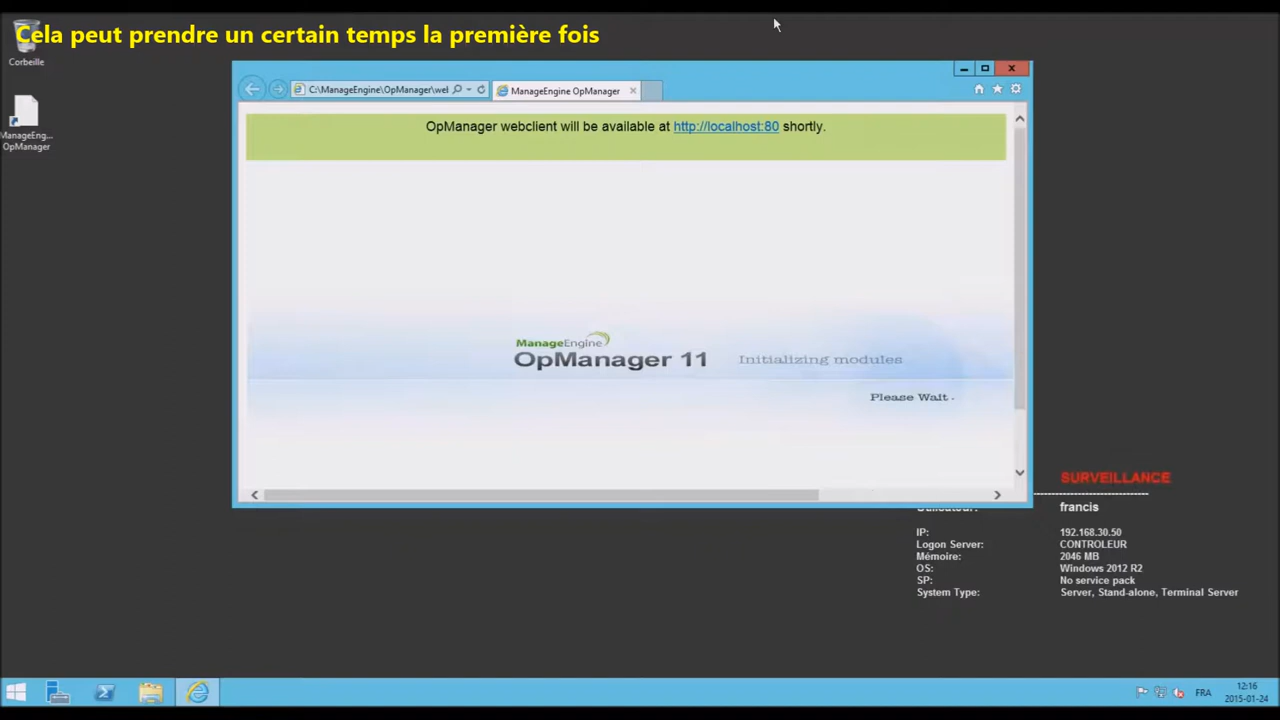 Cela peut prendre un certain temps la première fois
Corbeille
ManageEng...
OpManager
C:\ManageEngine\OpManager\wel
ManageEngine OpManager
OpManager webclient will be available at http://localhost:80 shortly.
ManageEngine
OpManager 11
Initializing modules
Please Wait .
SURVEILLANCE
Utilisateur: francis
IP: 192.168.30.50
Logon Server: CONTROLEUR
Mémoire: 2046 MB
OS: Windows 2012 R2
SP: No service pack
System Type: Server, Stand-alone, Terminal Server
FRA
12:16
2015-01-24